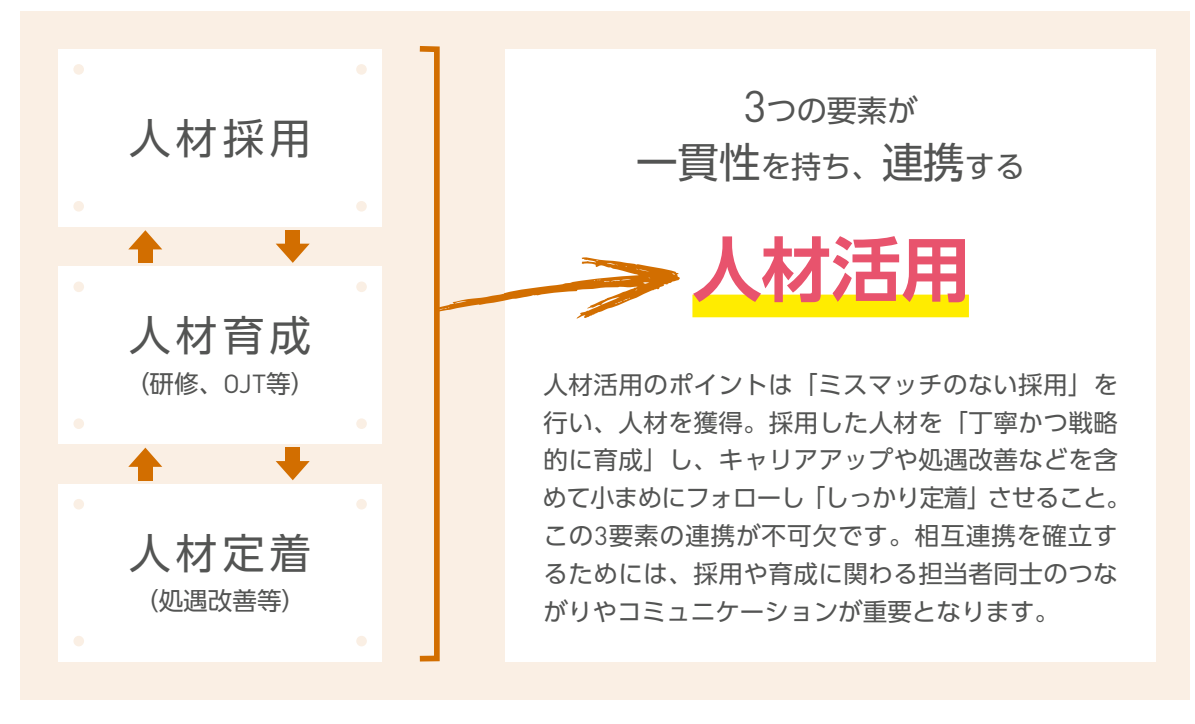 人材採用
人材育成
（研修、OJT等）
人材定着
（処遇改善等）
3つの要素が
一貫性を持ち、連携する
人材活用
人材活用のポイントは「ミスマッチのない採用」を
行い、人材を獲得。採用した人材を「丁寧かつ戦略
的に育成」し、キャリアアップや処遇改善などを含
めて小まめにフォローし「しっかり定着」させること。
この3要素の連携が不可欠です。相互連携を確立す
るためには、採用や育成に関わる担当者同士のつな
がりやコミュニケーションが重要となります。